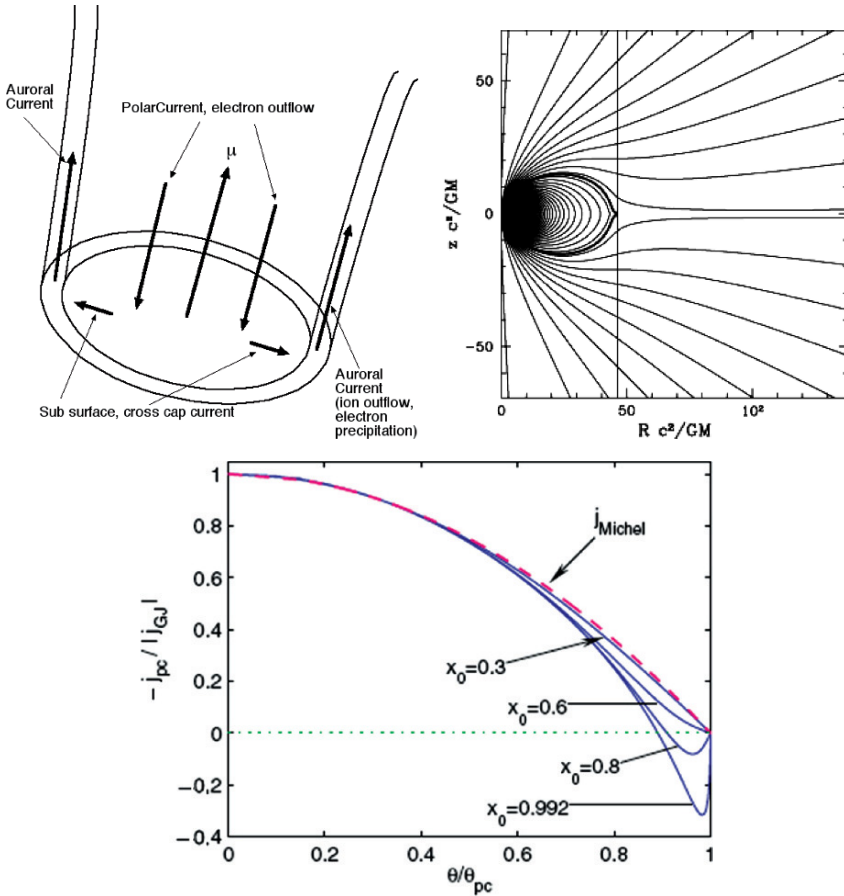 Auroral
Current
PolarCurrent, electron outflow
μ
Sub surface, cross cap current
Auroral
Current
(ion outflow,
electron
precipitation)
z c²/GM
50
0
−50
0
50
10²
R c²/GM
− j_pc / |j_GJ|
1
0.8
0.6
0.4
0.2
0
−0.2
−0.4
j_Michel
x_0=0.3
x_0=0.6
x_0=0.8
x_0=0.992
0
0.2
0.4
0.6
0.8
1
θ/θ_pc